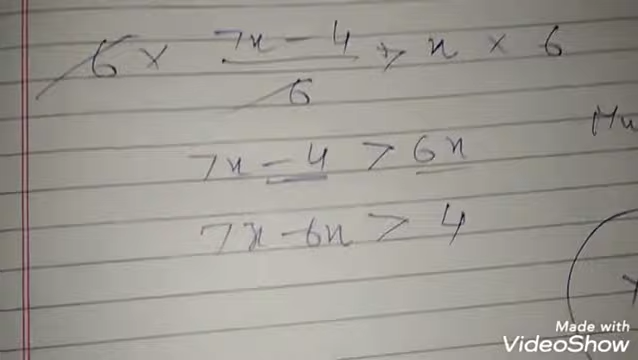 6 × 7x - 4 / 6 > x × 6
7x - 4 > 6x
7x - 6x > 4
Made with
VideoShow